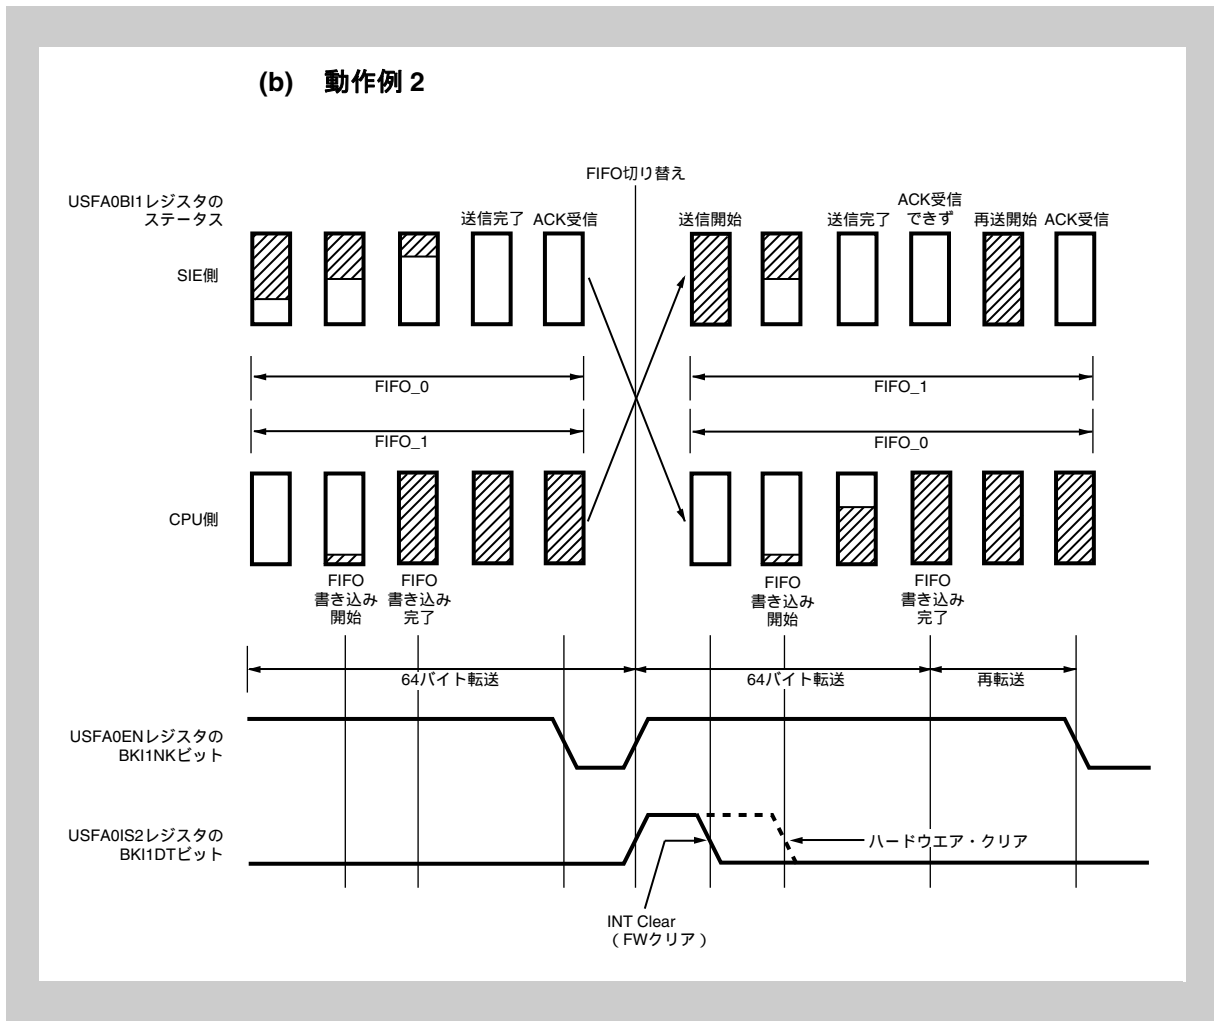 (b) 動作例 2
FIFO切り替え
USFA0BI1レジスタの
ステータス
送信完了
ACK受信
送信開始
送信完了
ACK受信
できず
再送開始
ACK受信
SIE側
FIFO_0
FIFO_1
FIFO_1
FIFO_0
CPU側
FIFO
書き込み
開始
FIFO
書き込み
完了
FIFO
書き込み
開始
FIFO
書き込み
完了
64バイト転送
64バイト転送
再転送
USFA0ENレジスタの
BKI1NKビット
USFA0IS2レジスタの
BKI1DTビット
ハードウエア・クリア
INT Clear
（FWクリア）